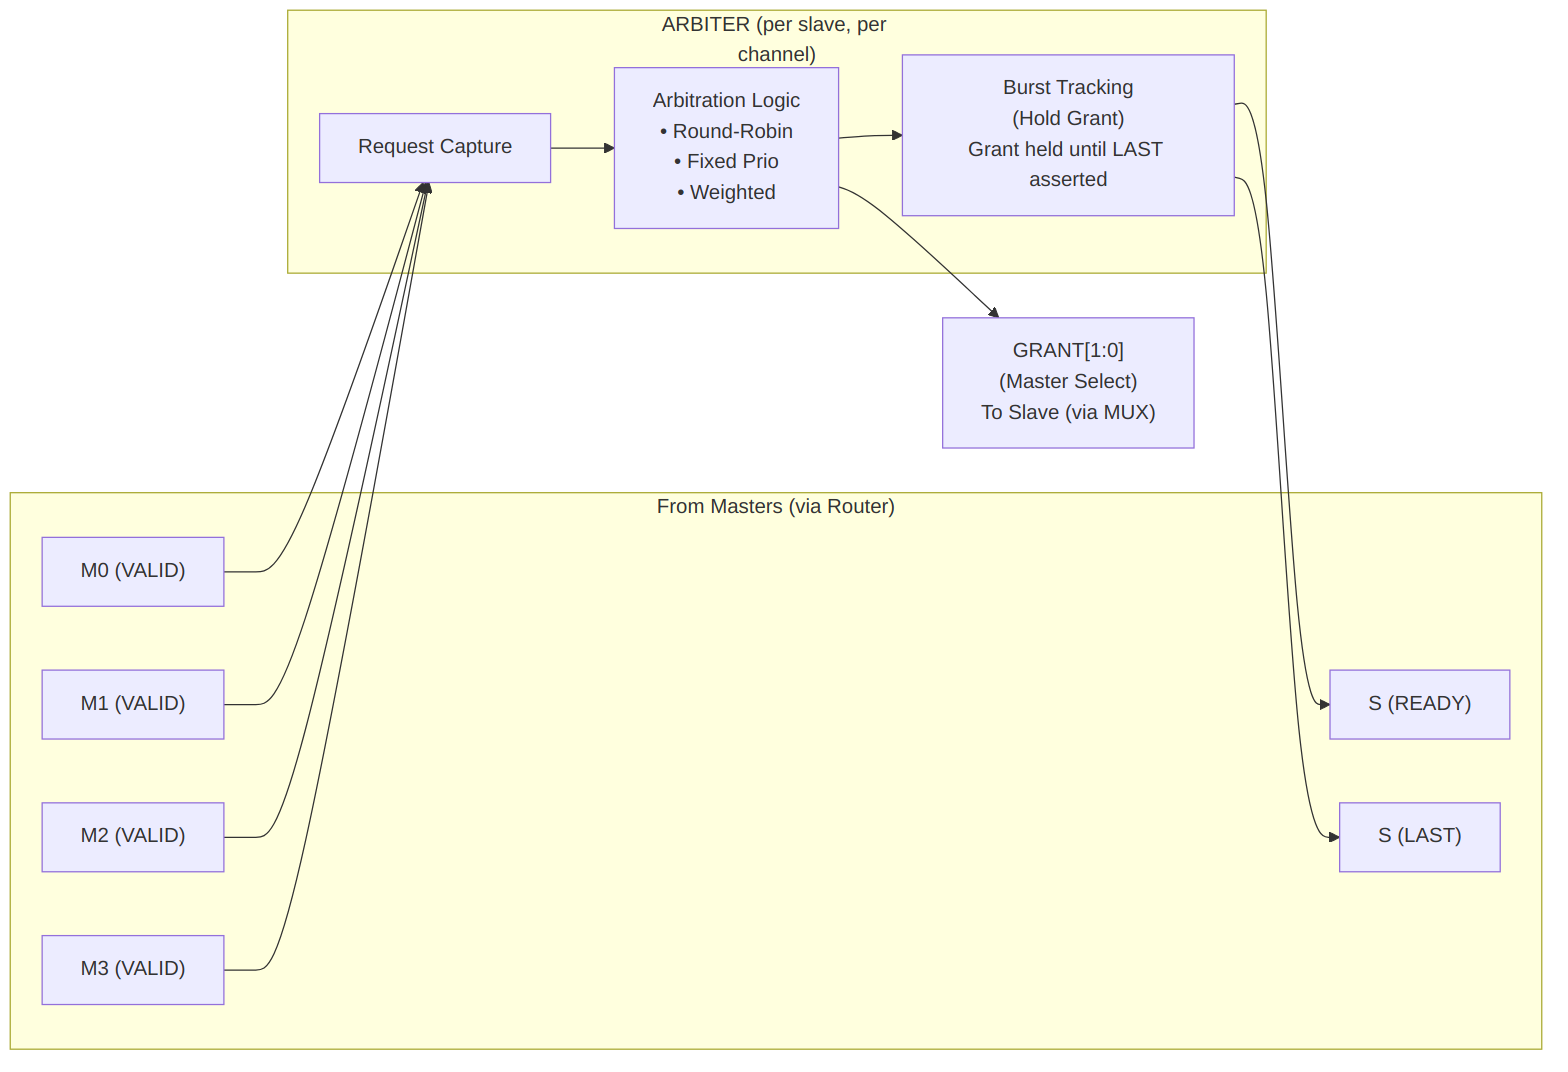 ARBITER (per slave, per
channel)
Request Capture
Arbitration Logic
• Round-Robin
• Fixed Prio
• Weighted
Burst Tracking
(Hold Grant)
Grant held until LAST
asserted
GRANT[1:0]
(Master Select)
To Slave (via MUX)
From Masters (via Router)
M0 (VALID)
M1 (VALID)
M2 (VALID)
M3 (VALID)
S (READY)
S (LAST)